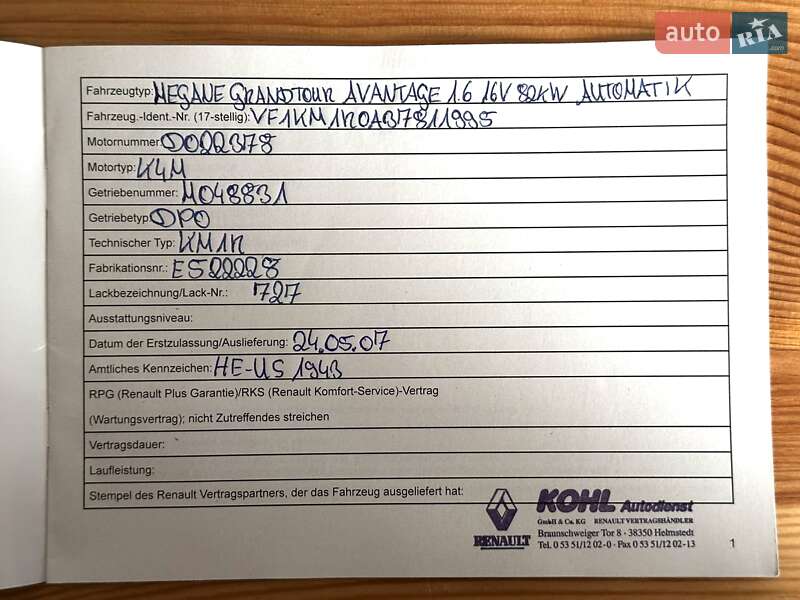 auto RIA .com
Fahrzeugtyp: MEGANE GRANDTOUR AVANTAGE 1.6 16V 82KW AUTOMATIK
Fahrzeug.-Ident.-Nr. (17-stellig): VF1KM1R0AB7811995
Motornummer: D022378
Motortyp: K4M
Getriebenummer: M048831
Getriebetyp: DP0
Technischer Typ: KM1R
Fabrikationsnr.: E522228
Lackbezeichnung/Lack-Nr.: 727
Ausstattungsniveau:
Datum der Erstzulassung/Auslieferung: 24.05.07
Amtliches Kennzeichen: HE-US 1943
RPG (Renault Plus Garantie)/RKS (Renault Komfort-Service)-Vertrag
(Wartungsvertrag); nicht Zutreffendes streichen
Vertragsdauer:
Laufleistung:
Stempel des Renault Vertragspartners, der das Fahrzeug ausgeliefert hat:
RENAULT
KOHL Autodienst
GmbH & Co. KG RENAULT VERTRAGSHÄNDLER
Braunschweiger Tor 8 · 38350 Helmstedt
Tel. 0 53 51/12 02-0 · Fax 0 53 51/12 02-13
1